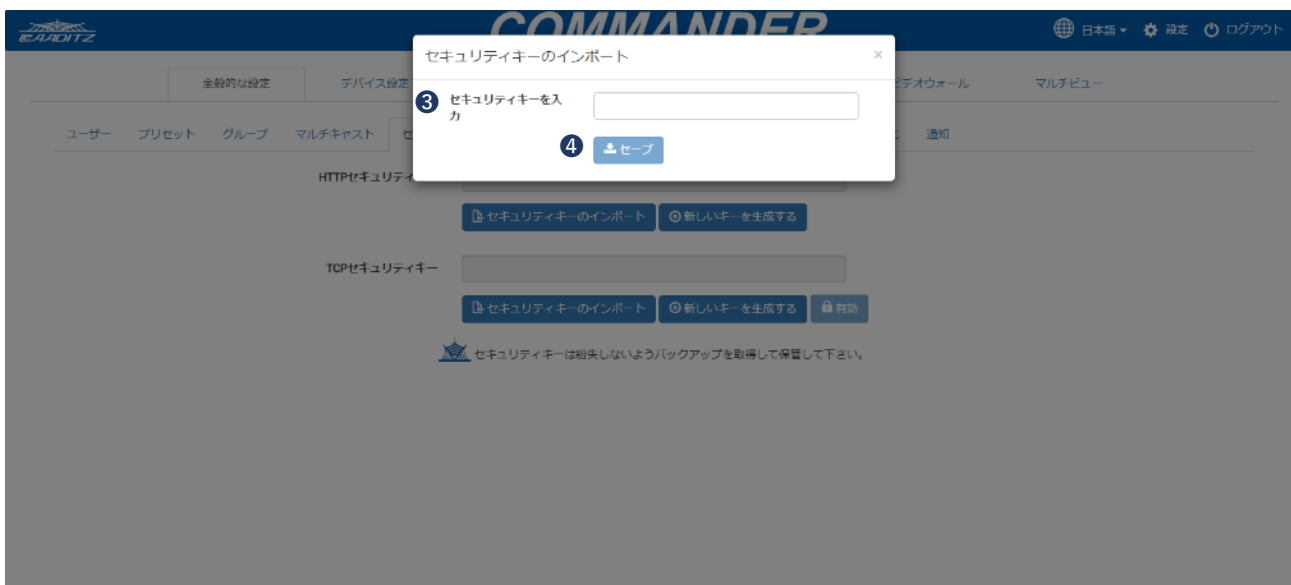 COMMANDER
日本語 設定 ログアウト
セキュリティキーのインポート ×
全般的な設定 デバイス設定 ビデオウォール マルチビュー
❸ セキュリティキーを入
力
ユーザー プリセット グループ マルチキャスト 通知
❹ セーブ
HTTPセキュリティ
セキュリティキーのインポート 新しいキーを生成する
TCPセキュリティキー
セキュリティキーのインポート 新しいキーを生成する 有効
セキュリティキーは紛失しないようバックアップを取得して保管して下さい。